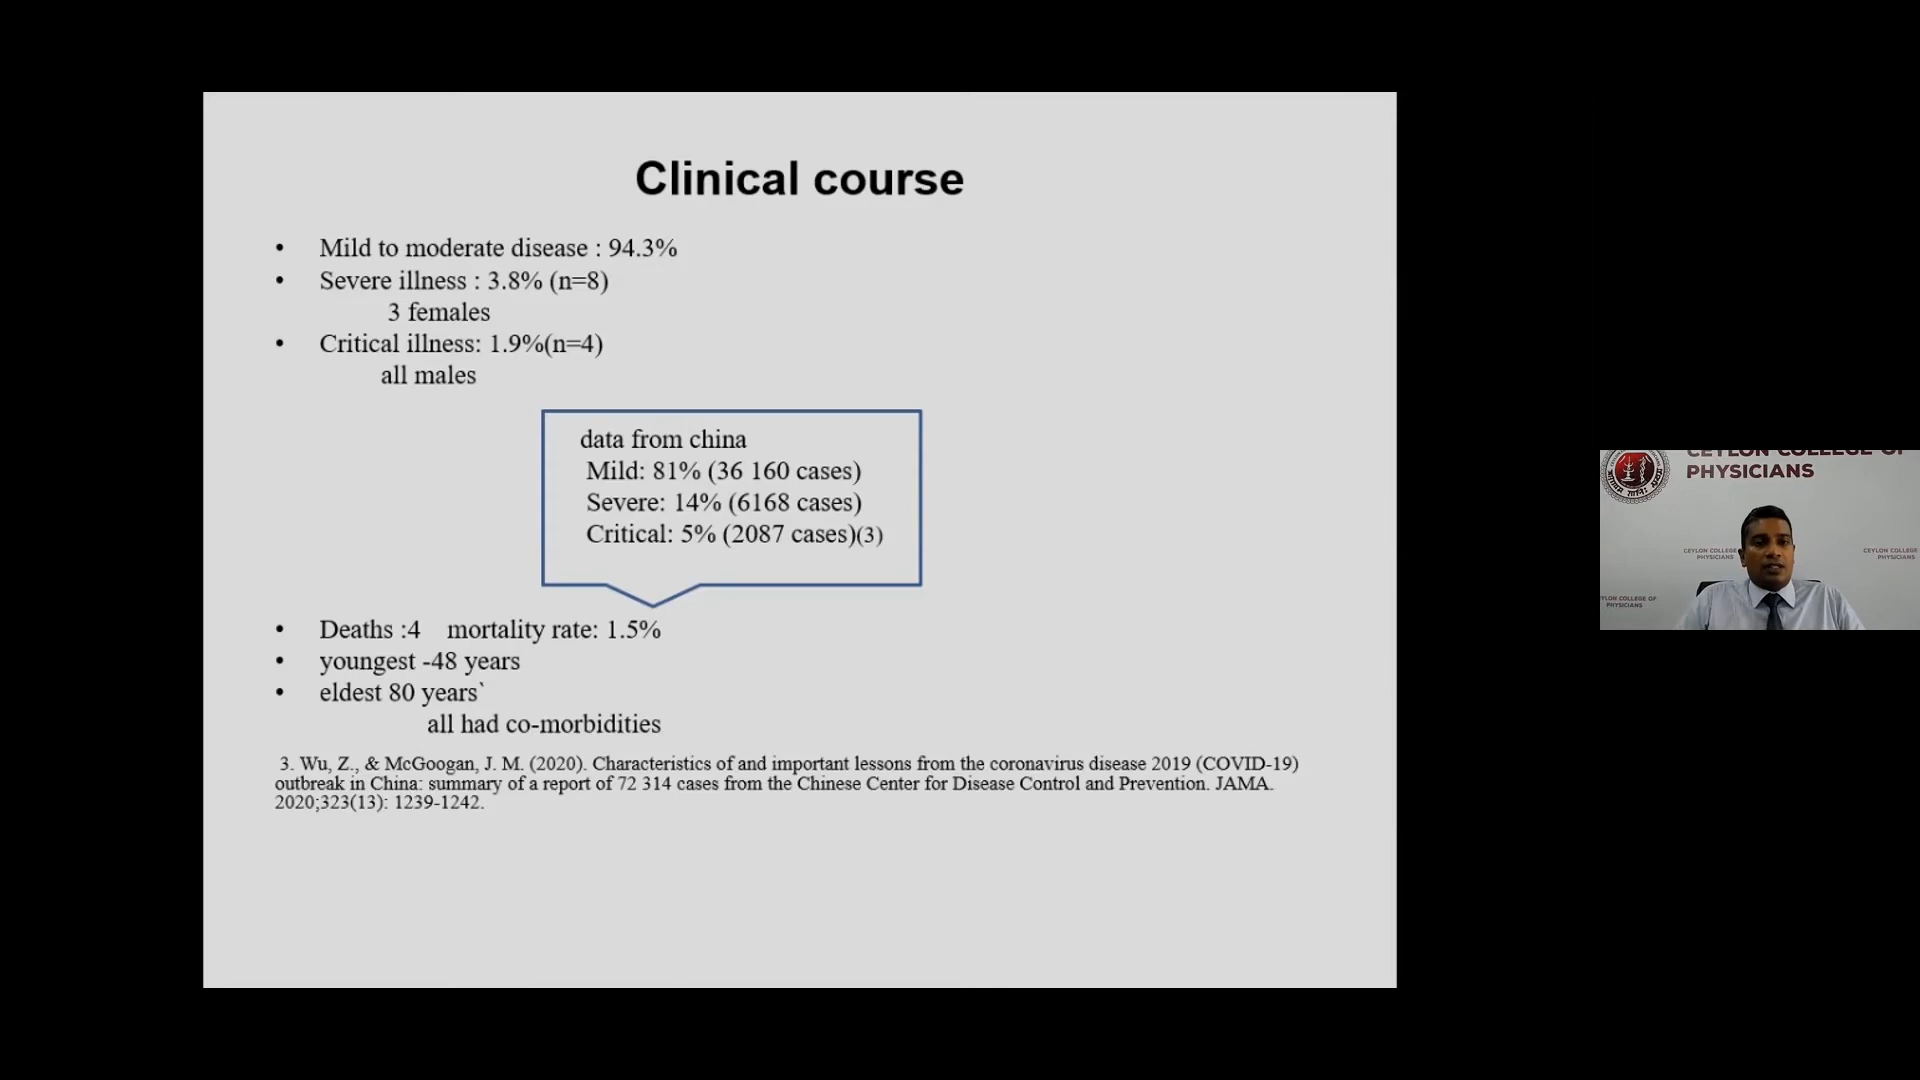 Clinical course
• Mild to moderate disease : 94.3%
• Severe illness : 3.8% (n=8)
3 females
• Critical illness: 1.9%(n=4)
all males
data from china
Mild: 81% (36 160 cases)
Severe: 14% (6168 cases)
Critical: 5% (2087 cases)(3)
• Deaths :4 mortality rate: 1.5%
• youngest -48 years
• eldest 80 years`
all had co-morbidities
3. Wu, Z., & McGoogan, J. M. (2020). Characteristics of and important lessons from the coronavirus disease 2019 (COVID-19)
outbreak in China: summary of a report of 72 314 cases from the Chinese Center for Disease Control and Prevention. JAMA.
2020;323(13): 1239-1242.
CEYLON COLLEGE OF
PHYSICIANS
CEYLON COLLEGE
PHYSICIANS
CEYLON COLLEGE
PHYSICIANS
YLON COLLEGE OF
PHYSICIANS